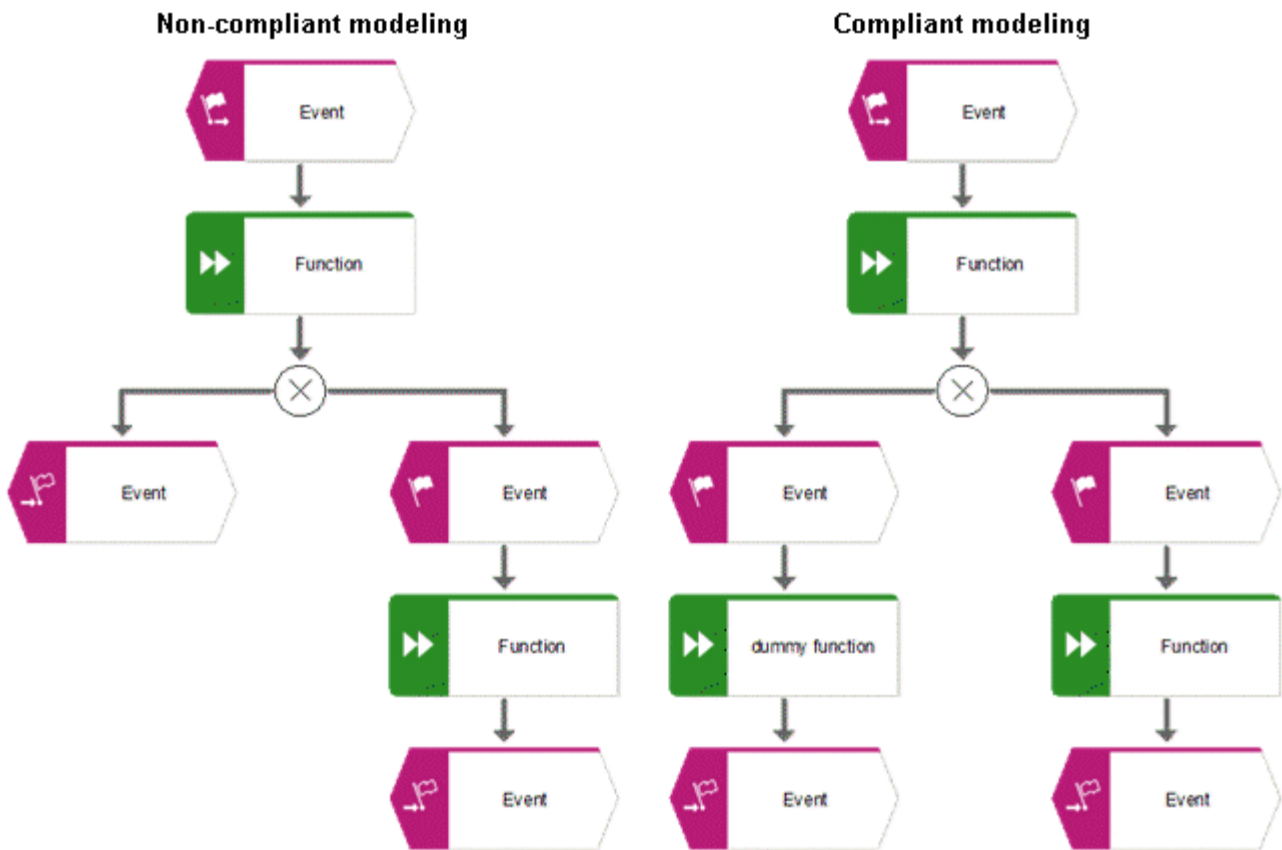 Non-compliant modeling
Compliant modeling
Event
Event
Function
Function
Event
Event
Event
Event
Function
dummy function
Function
Event
Event
Event